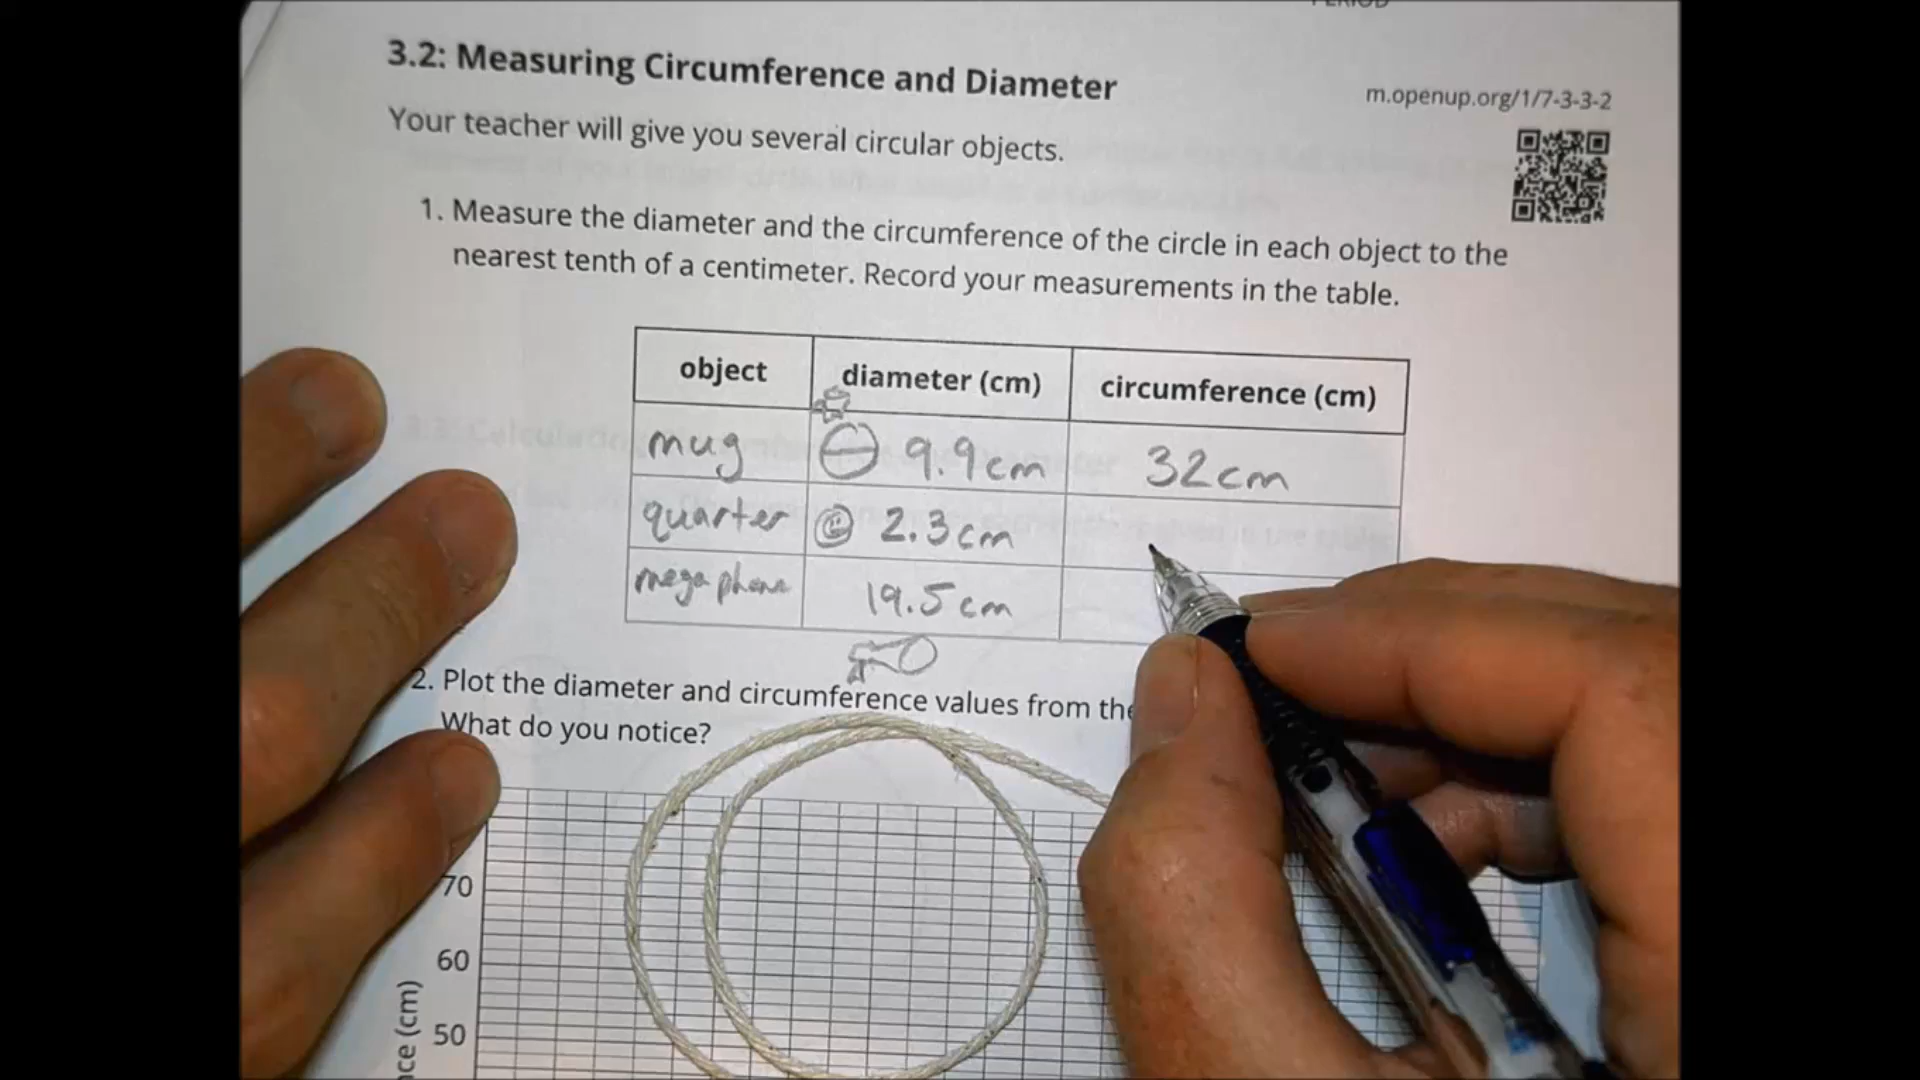 3.2: Measuring Circumference and Diameter
m.openup.org/1/7-3-3-2
Your teacher will give you several circular objects.
1. Measure the diameter and the circumference of the circle in each object to the
nearest tenth of a centimeter. Record your measurements in the table.
object diameter (cm) circumference (cm)
mug 9.9cm 32cm
quarter 2.3cm
megaphone 19.5cm
2. Plot the diameter and circumference values from the
What do you notice?
70
60
50
(cm)